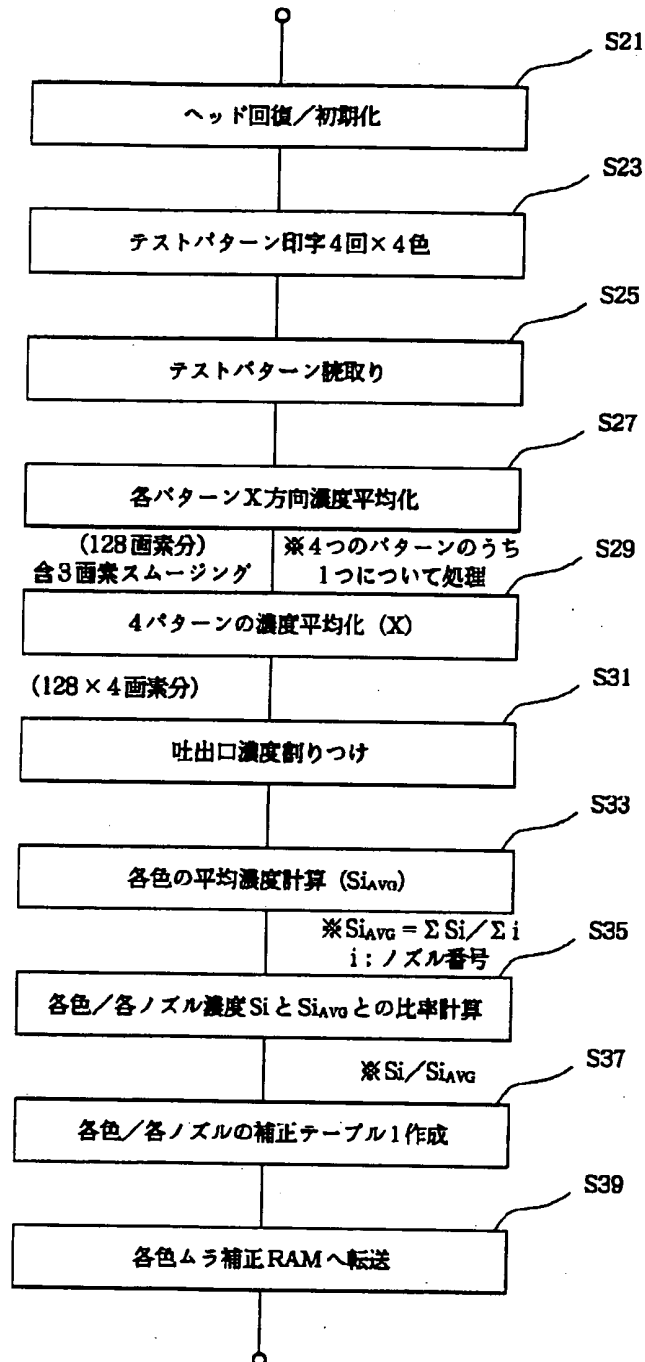 S21
ヘッド回復／初期化
S23
テストパターン印字4回×4色
S25
テストパターン読取り
S27
各パターンX方向濃度平均化
(128画素分)
含3画素スムージング
※4つのパターンのうち
1つについて処理
S29
4パターンの濃度平均化 (X)
(128×4画素分)
S31
吐出口濃度割りつけ
S33
各色の平均濃度計算 (SiAVG)
※SiAVG = Σ Si／Σ i
i : ノズル番号
S35
各色／各ノズル濃度SiとSiAVGとの比率計算
※Si／SiAVG
S37
各色／各ノズルの補正テーブル1作成
S39
各色ムラ補正RAMへ転送